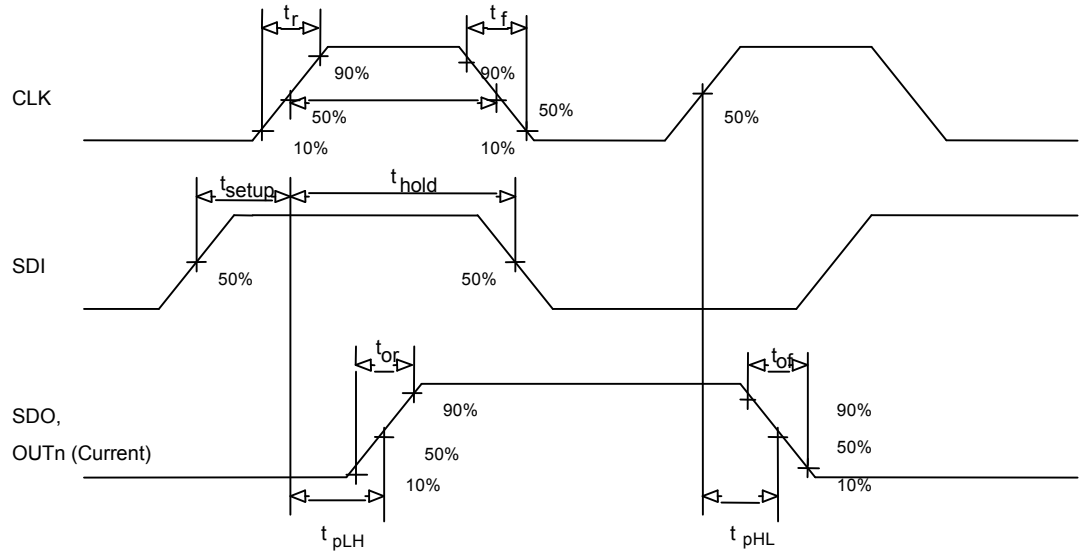 t r
t f
CLK
90%
90%
50%
50%
50%
10%
10%
t setup
t hold
SDI
50%
50%
t or
t of
SDO,
90%
90%
OUTn (Current)
50%
50%
10%
10%
t pLH
t pHL